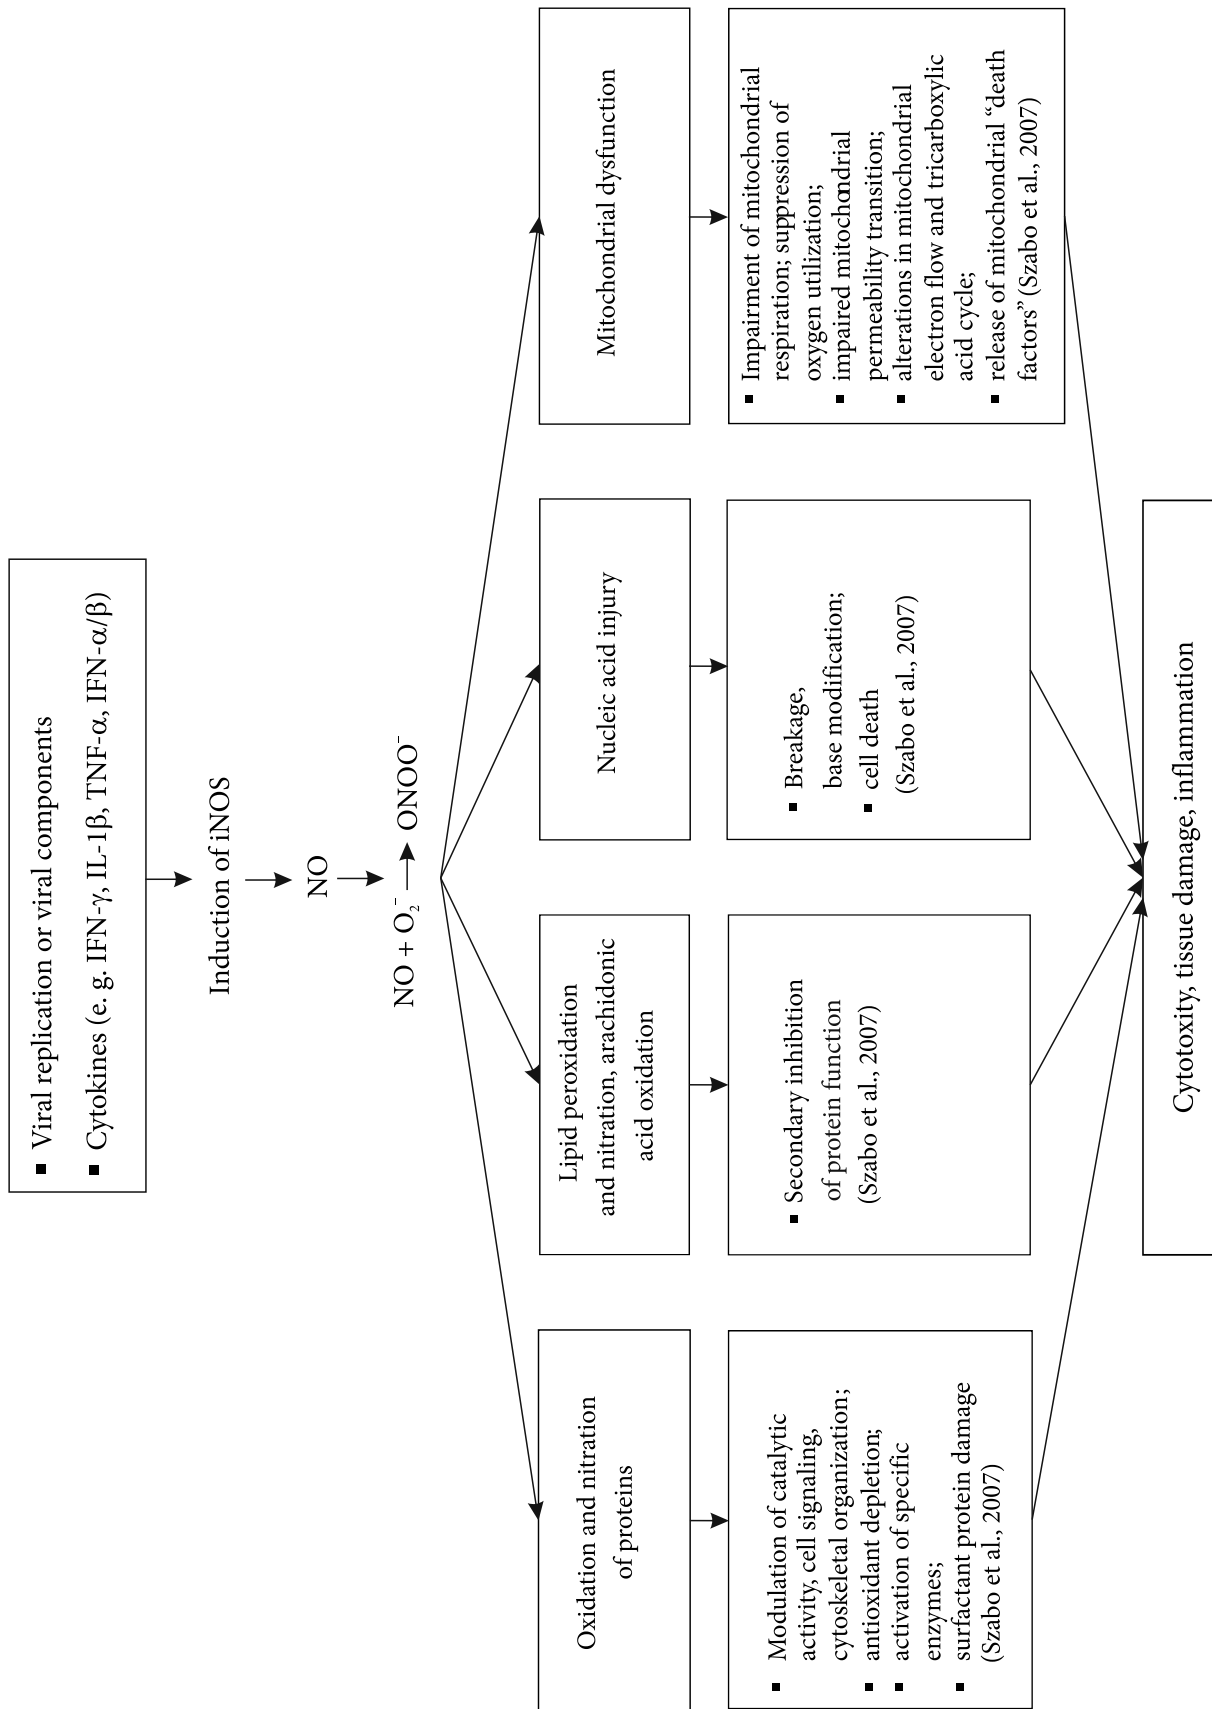 ▪ Viral replication or viral components
▪ Cytokines (e. g. IFN-γ, IL-1β, TNF-α, IFN-α/β)
Induction of iNOS
NO
NO + O₂⁻ → ONOO⁻
Oxidation and nitration
of proteins
Lipid peroxidation
and nitration, arachidonic
acid oxidation
Nucleic acid injury
Mitochondrial dysfunction
▪ Modulation of catalytic
activity, cell signaling,
cytoskeletal organization;
▪ antioxidant depletion;
▪ activation of specific
enzymes;
▪ surfactant protein damage
(Szabo et al., 2007)
▪ Secondary inhibition
of protein function
(Szabo et al., 2007)
▪ Breakage,
base modification;
▪ cell death
(Szabo et al., 2007)
▪ Impairment of mitochondrial
respiration; suppression of
oxygen utilization;
▪ impaired mitochondrial
permeability transition;
▪ alterations in mitochondrial
electron flow and tricarboxylic
acid cycle;
▪ release of mitochondrial “death
factors” (Szabo et al., 2007)
Cytotoxity, tissue damage, inflammation